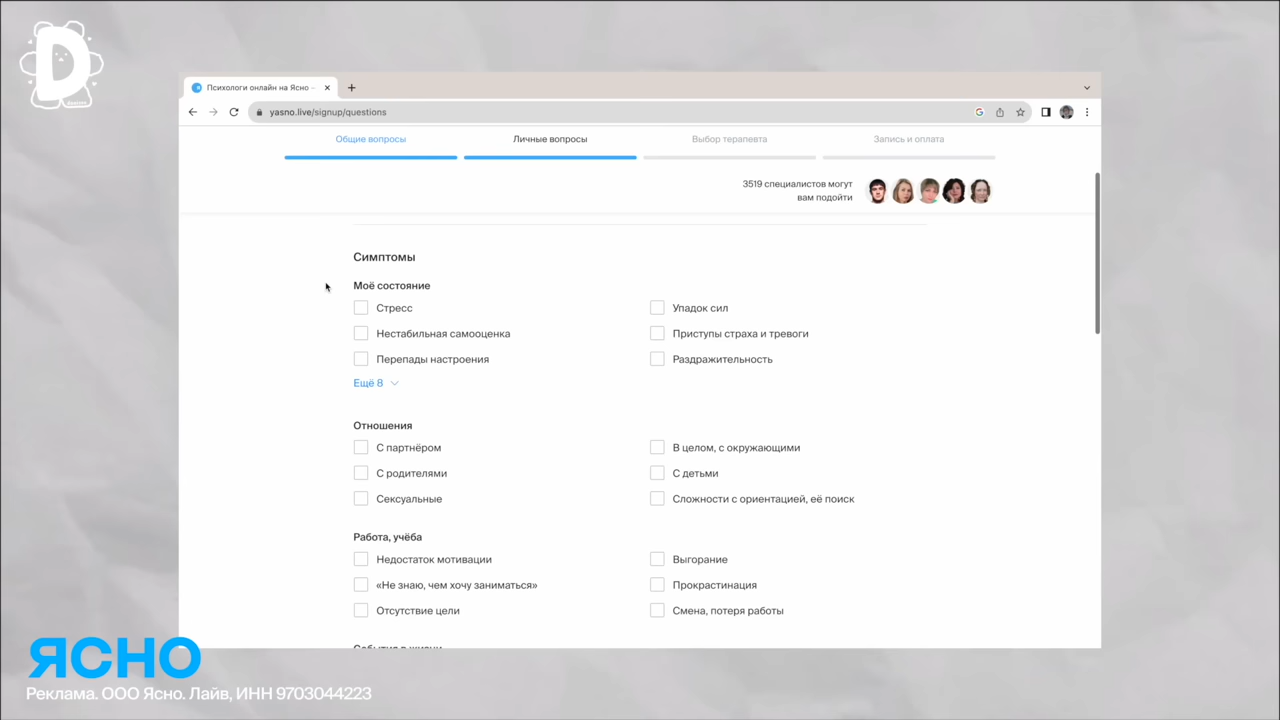 D
Психологи онлайн на Ясно -
yasno.live/signup/questions
Общие вопросы
Личные вопросы
Выбор терапевта
Запись и оплата
3519 специалистов могут
вам подойти
Симптомы
Моё состояние
Стресс
Упадок сил
Нестабильная самооценка
Приступы страха и тревоги
Перепады настроения
Раздражительность
Ещё 8
Отношения
С партнёром
В целом, с окружающими
С родителями
С детьми
Сексуальные
Сложности с ориентацией, её поиск
Работа, учёба
Недостаток мотивации
Выгорание
«Не знаю, чем хочу заниматься»
Прокрастинация
Отсутствие цели
Смена, потеря работы
ЯСНО
Реклама. ООО Ясно. Лайв, ИНН 9703044223